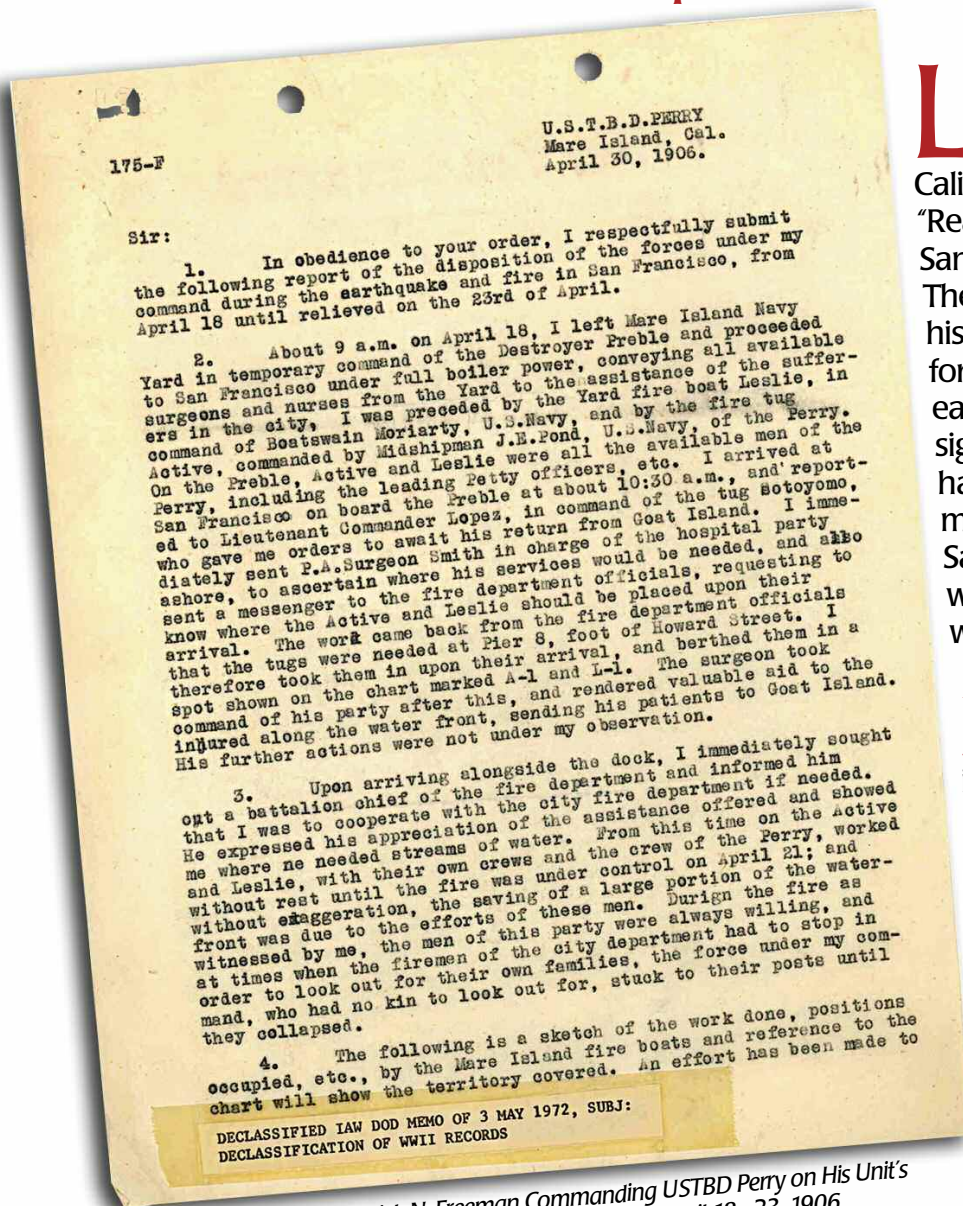 U.S.T.B.D.PERRY
Mare Island, Cal.
April 30, 1906.
175-F
Sir:
1. In obedience to your order, I respectfully submit
the following report of the disposition of the forces under my
command during the earthquake and fire in San Francisco, from
April 18 until relieved on the 23rd of April.
2. About 9 a.m. on April 18, I left Mare Island Navy
Yard in temporary command of the Destroyer Preble and proceeded
to San Francisco under full boiler power, conveying all available
surgeons and nurses from the Yard to the assistance of the suffer-
ers in the city, I was preceded by the Yard fire boat Leslie, in
command of Boatswain Moriarty, U.S.Navy, and by the fire tug
Active, commanded by Midshipman J.E.Pond, U.S.Navy, of the Perry.
On the Preble, Active and Leslie were all the available men of the
Perry, including the leading Petty officers, etc. I arrived at
San Francisco on board the Preble at about 10:30 a.m., and report-
ed to Lieutenant Commander Lopez, in command of the tug Sotoyomo,
who gave me orders to await his return from Goat Island. I imme-
diately sent P.A.Surgeon Smith in charge of the hospital party
ashore, to ascertain where his services would be needed, and also
sent a messenger to the fire department officials, requesting to
know where the Active and Leslie should be placed upon their
arrival. The word came back from the fire department officials
that the tugs were needed at Pier 8, foot of Howard Street. I
therefore took them in upon their arrival, and berthed them in a
spot shown on the chart marked A-1 and L-1. The surgeon took
command of his party after this, and rendered valuable aid to the
injured along the water front, sending his patients to Goat Island.
His further actions were not under my observation.
3. Upon arriving alongside the dock, I immediately sought
out a battalion chief of the fire department and informed him
that I was to cooperate with the city fire department if needed.
He expressed his appreciation of the assistance offered and showed
me where ne needed streams of water. From this time on the Active
and Leslie, with their own crews and the crew of the Perry, worked
without rest until the fire was under control on April 21; and
without exaggeration, the saving of a large portion of the water-
front was due to the efforts of these men. Durign the fire as
witnessed by me, the men of this party were always willing, and
at times when the firemen of the city department had to stop in
order to look out for their own families, the force under my com-
mand, who had no kin to look out for, stuck to their posts until
they collapsed.
4. The following is a sketch of the work done, positions
occupied, etc., by the Mare Island fire boats and reference to the
chart will show the territory covered. An effort has been made to
DECLASSIFIED IAW DOD MEMO OF 3 MAY 1972, SUBJ:
DECLASSIFICATION OF WWII RECORDS
N. Freeman Commanding USTBD Perry on His Unit's
23, 1906
L
Cali
"Rea
San
The
his
for
ea
sig
ha
m
Sa
w
w